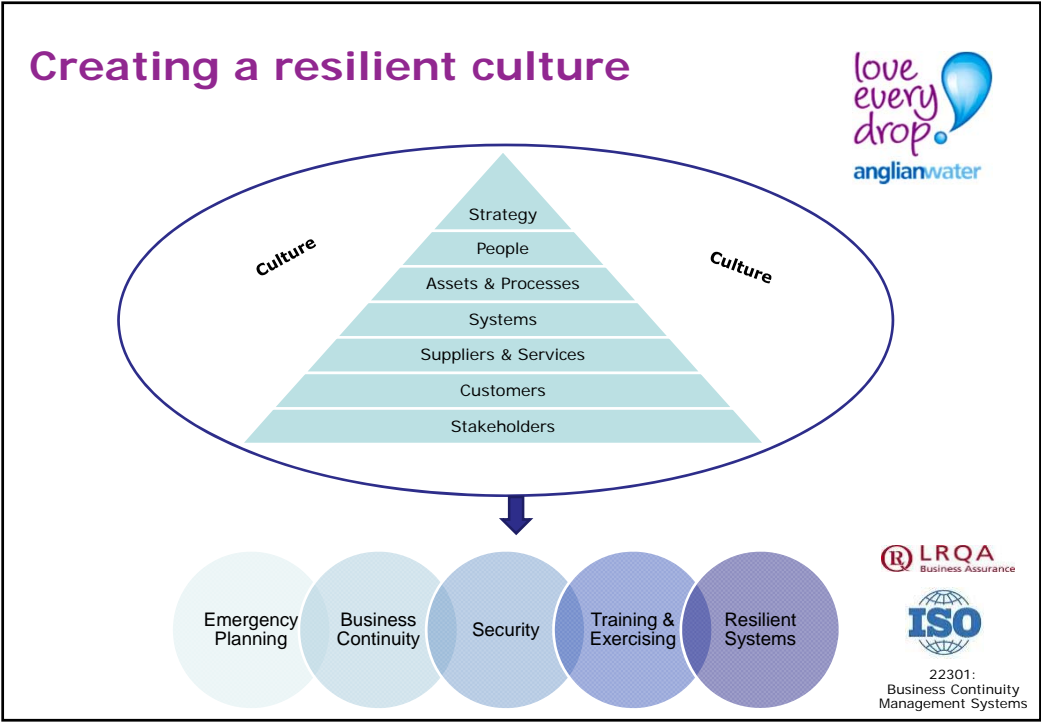 Creating a resilient culture
love
every
drop.
anglianwater
Strategy
People
Culture
Culture
Assets & Processes
Systems
Suppliers & Services
Customers
Stakeholders
Emergency
Planning
Business
Continuity
Security
Training &
Exercising
Resilient
Systems
R LRQA
Business Assurance
ISO
22301:
Business Continuity
Management Systems